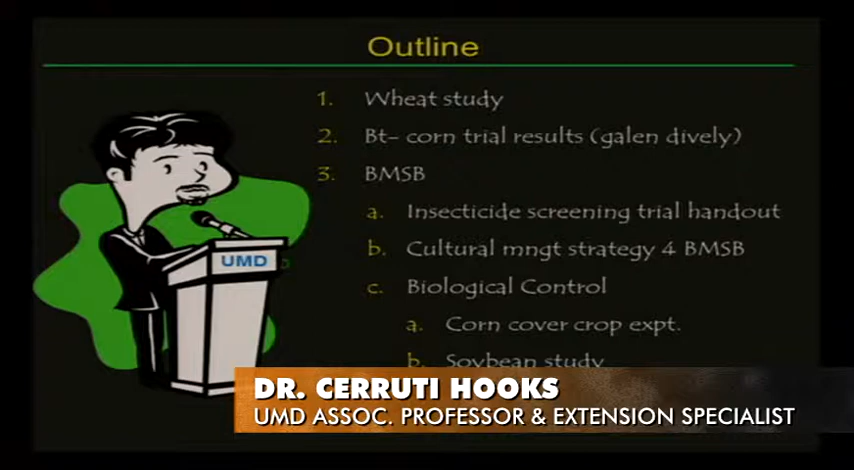 Outline
1. Wheat study
2. Bt- corn trial results (galen dively)
3. BMSB
a. Insecticide screening trial handout
b. Cultural mngt strategy 4 BMSB
c. Biological Control
a. Corn cover crop expt.
b. Soybean study
UMD
DR. CERRUTI HOOKS
UMD ASSOC. PROFESSOR & EXTENSION SPECIALIST